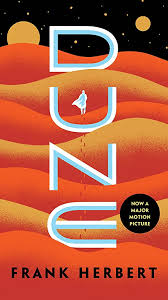 DUNE
NOW A
MAJOR
MOTION
PICTURE
FRANK HERBERT